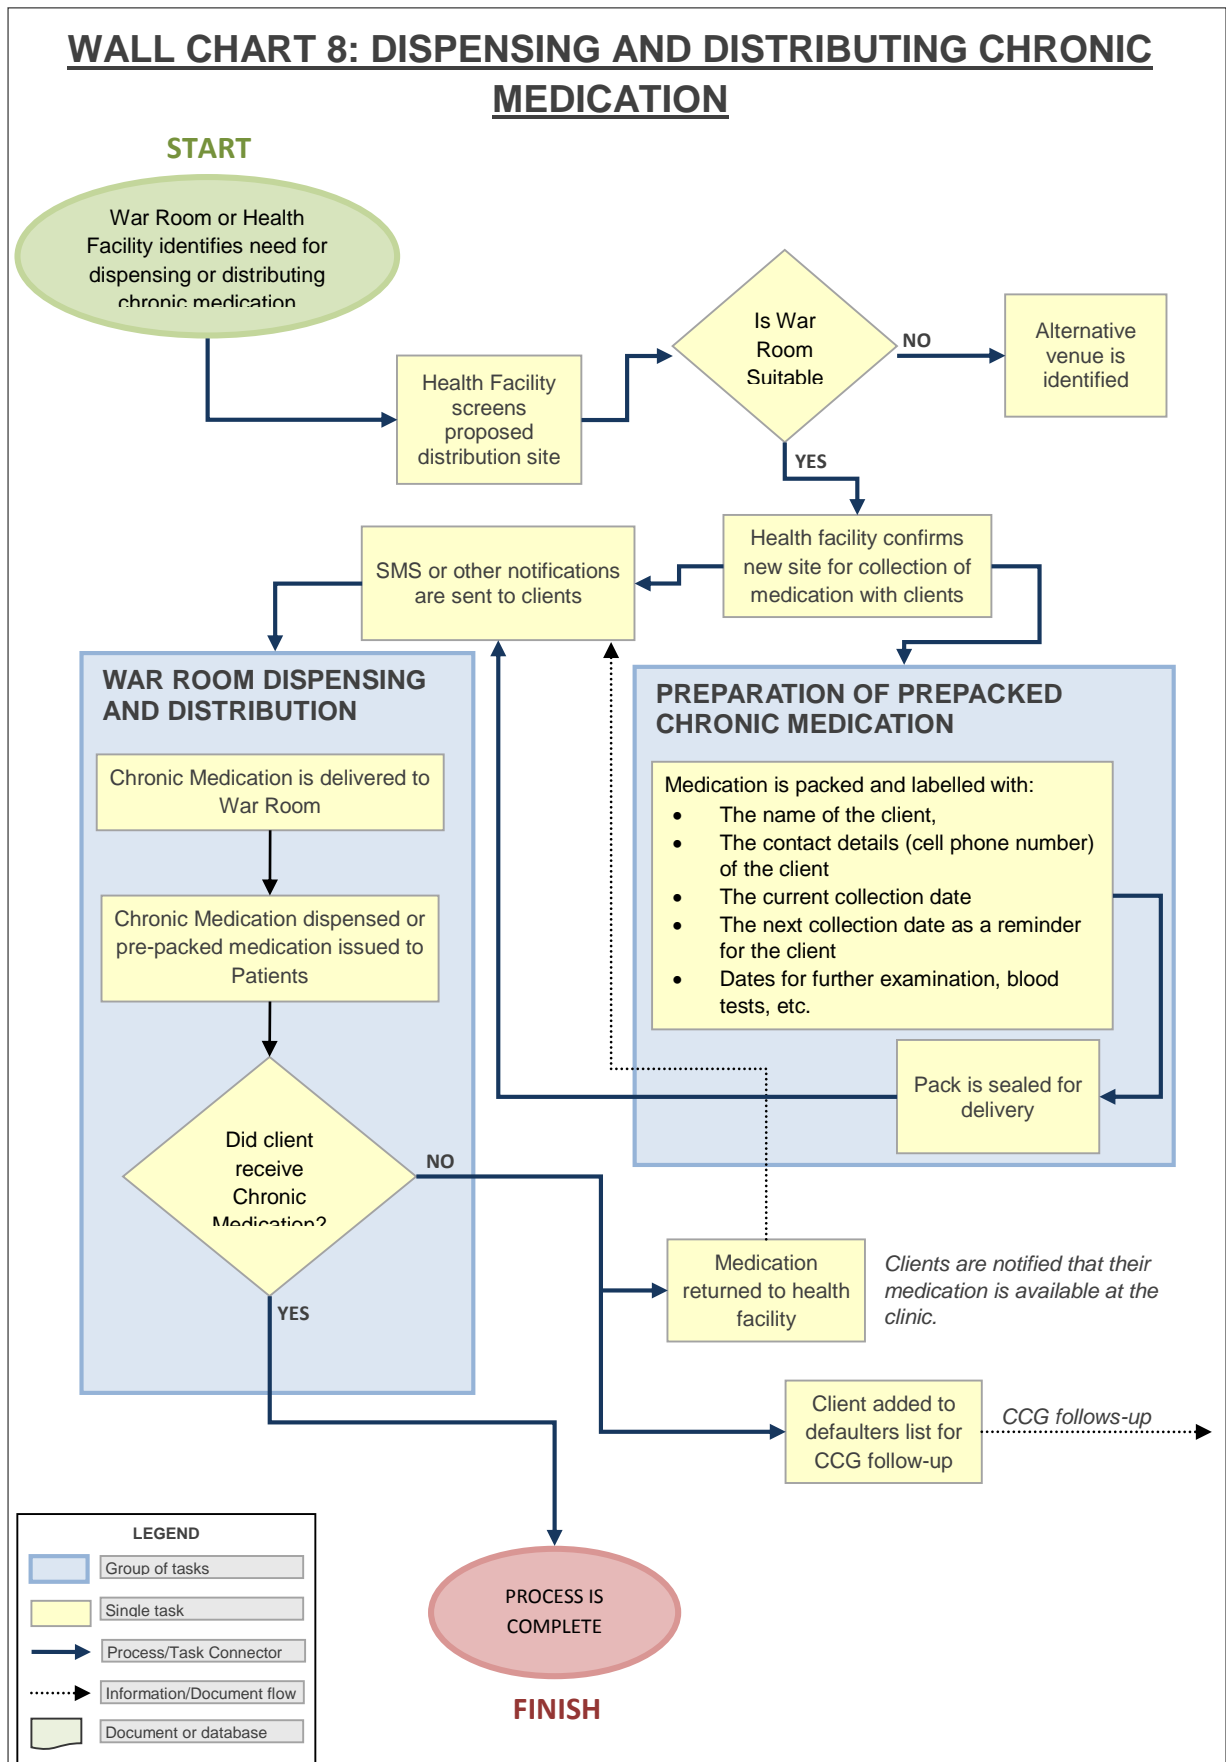 WALL CHART 8: DISPENSING AND DISTRIBUTING CHRONIC
MEDICATION
START
War Room or Health
Facility identifies need for
dispensing or distributing
chronic medication
Health Facility
screens
proposed
distribution site
Is War
Room
Suitable
NO
Alternative
venue is
identified
YES
Health facility confirms
new site for collection of
medication with clients
SMS or other notifications
are sent to clients
WAR ROOM DISPENSING
AND DISTRIBUTION
Chronic Medication is delivered to
War Room
Chronic Medication dispensed or
pre-packed medication issued to
Patients
Did client
receive
Chronic
Medication?
NO
YES
PREPARATION OF PREPACKED
CHRONIC MEDICATION
Medication is packed and labelled with:
• The name of the client,
• The contact details (cell phone number)
of the client
• The current collection date
• The next collection date as a reminder
for the client
• Dates for further examination, blood
tests, etc.
Pack is sealed for
delivery
Medication
returned to health
facility
Clients are notified that their
medication is available at the
clinic.
Client added to
defaulters list for
CCG follow-up
CCG follows-up
PROCESS IS
COMPLETE
FINISH
LEGEND
Group of tasks
Single task
Process/Task Connector
Information/Document flow
Document or database